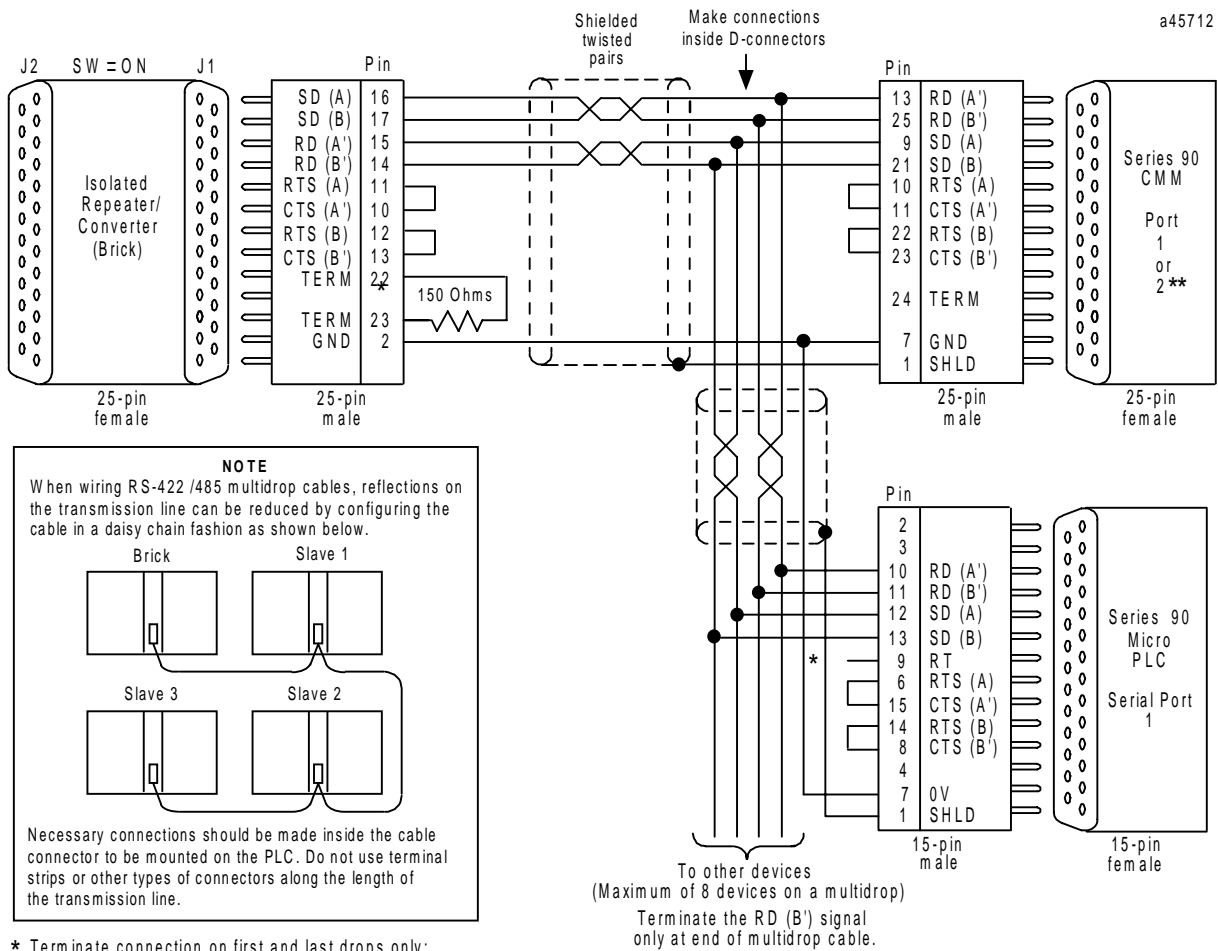 a45712
Shielded
twisted
pairs
Make connections
inside D-connectors
J2 SW = ON J1
Pin
SD (A) 16
SD (B) 17
RD (A') 15
RD (B') 14
RTS (A) 11
CTS (A') 10
RTS (B) 12
CTS (B') 13
TERM 22
*
TERM 23
GND 2
150 Ohms
Isolated
Repeater/
Converter
(Brick)
25-pin
female
25-pin
male
Pin
13 RD (A')
25 RD (B')
9 SD (A)
21 SD (B)
10 RTS (A)
11 CTS (A')
22 RTS (B)
23 CTS (B')
24 TERM
7 GND
1 SHLD
Series 90
CMM
Port
1
or
2**
25-pin
male
25-pin
female
NOTE
When wiring RS-422 /485 multidrop cables, reflections on
the transmission line can be reduced by configuring the
cable in a daisy chain fashion as shown below.
Brick Slave 1
Slave 3 Slave 2
Necessary connections should be made inside the cable
connector to be mounted on the PLC. Do not use terminal
strips or other types of connectors along the length of
the transmission line.
Pin
2
3
10 RD (A')
11 RD (B')
12 SD (A)
13 SD (B)
* 9 RT
6 RTS (A)
15 CTS (A')
14 RTS (B)
8 CTS (B')
4
7 0V
1 SHLD
Series 90
Micro
PLC
Serial Port
1
15-pin
male
15-pin
female
To other devices
(Maximum of 8 devices on a multidrop)
Terminate the RD (B') signal
only at end of multidrop cable.
* Terminate connection on first and last drops only: